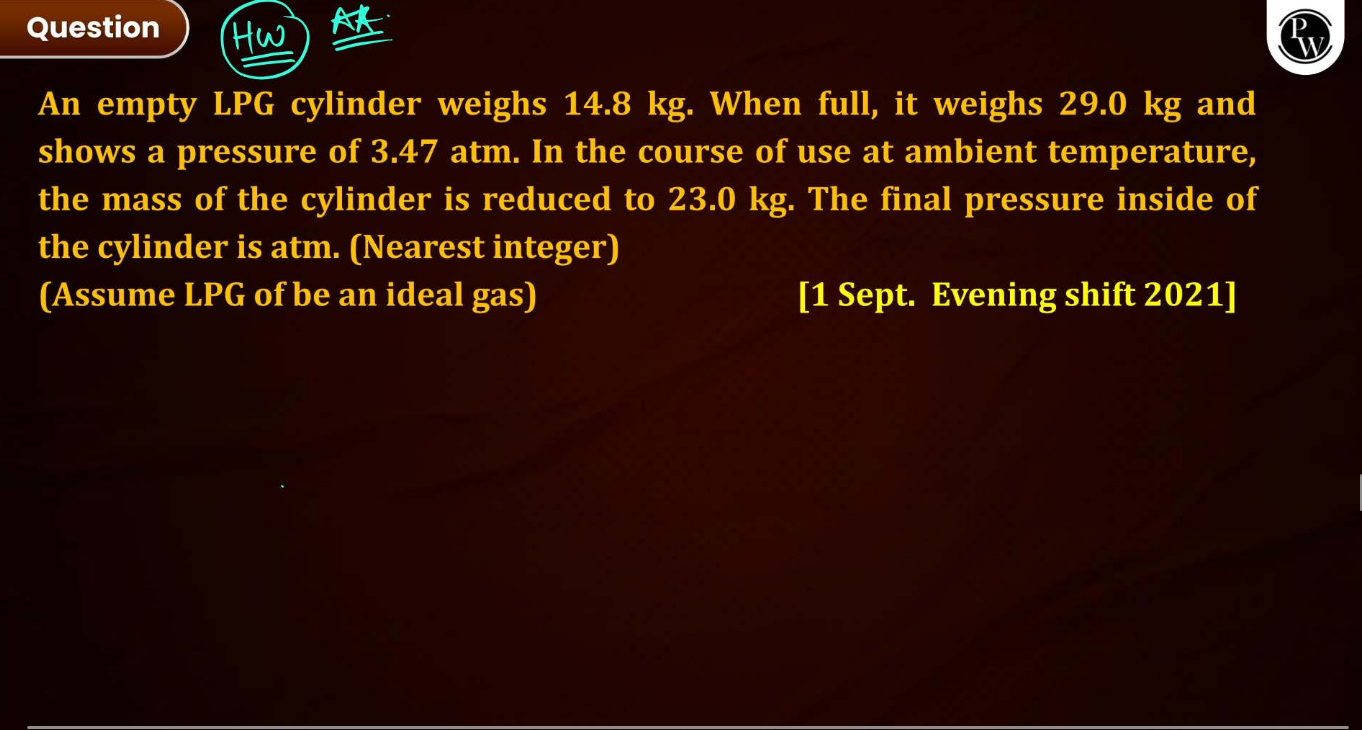 Question
HW
PW
An empty LPG cylinder weighs 14.8 kg. When full, it weighs 29.0 kg and
shows a pressure of 3.47 atm. In the course of use at ambient temperature,
the mass of the cylinder is reduced to 23.0 kg. The final pressure inside of
the cylinder is atm. (Nearest integer)
(Assume LPG of be an ideal gas) [1 Sept. Evening shift 2021]